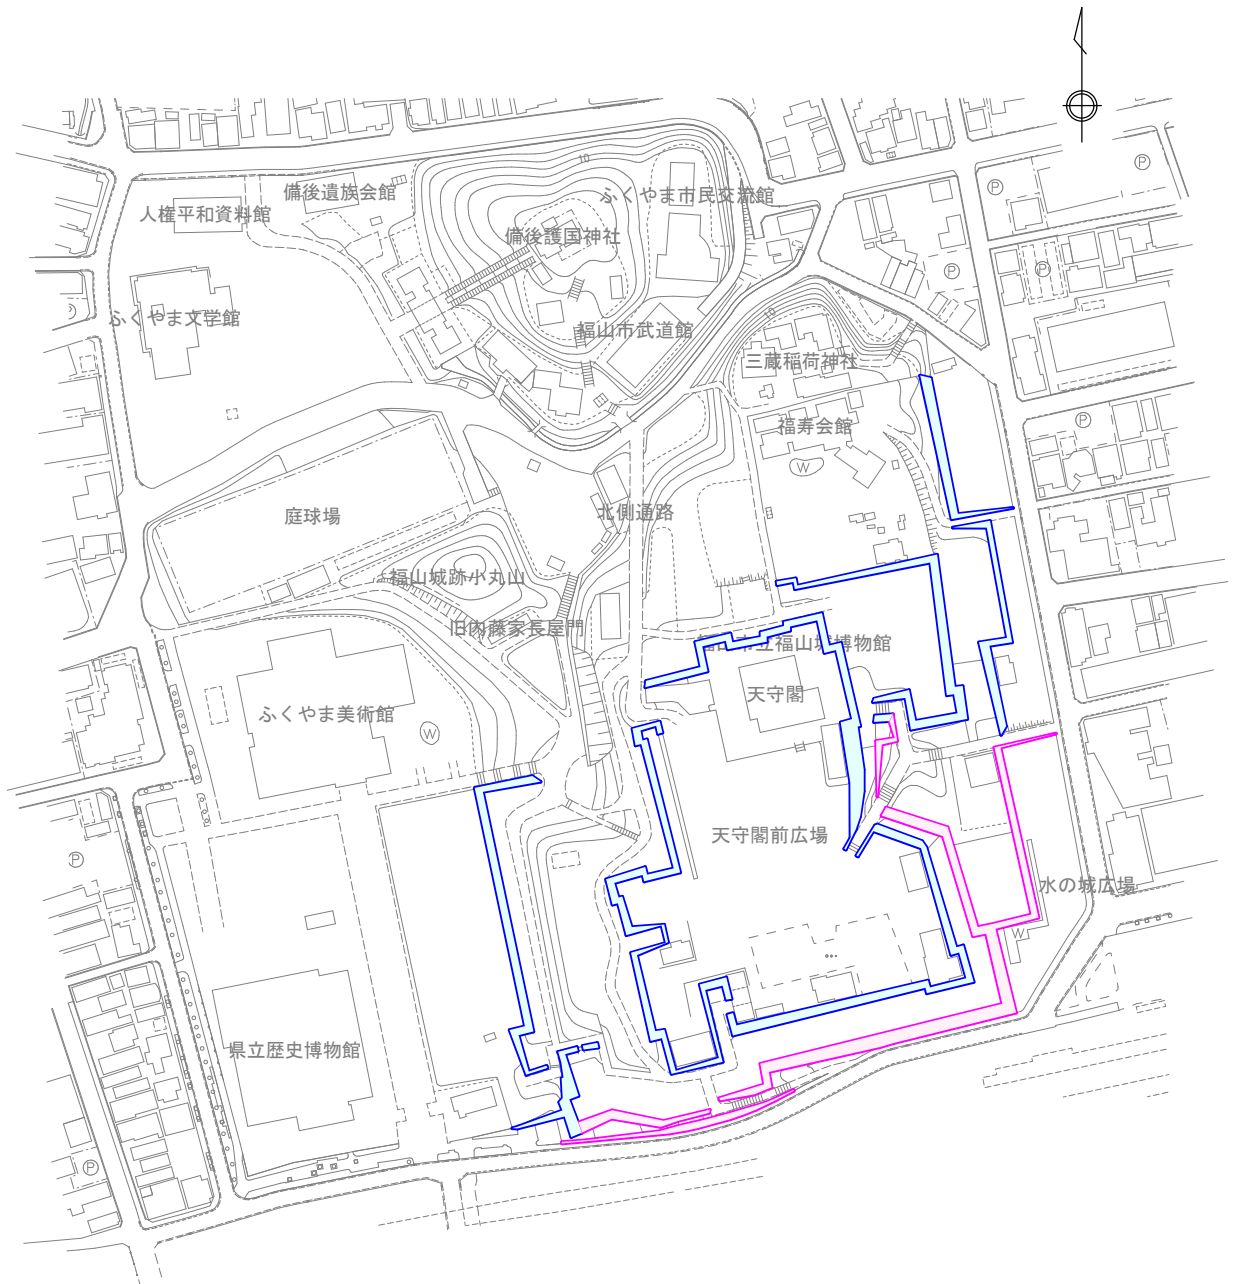 10
ふくやま市民交流館
備後遺族会館
人権平和資料館
備後護国神社
P
P
P
P
ふくやま文学館
福山市武道館
10
三蔵稲荷神社
P
福寿会館
W
庭球場
北側通路
福山城跡小丸山
旧内藤家長屋門
福山市立福山城博物館
天守閣
ふくやま美術館
W
天守閣前広場
P
水の城広場
W
県立歴史博物館
P